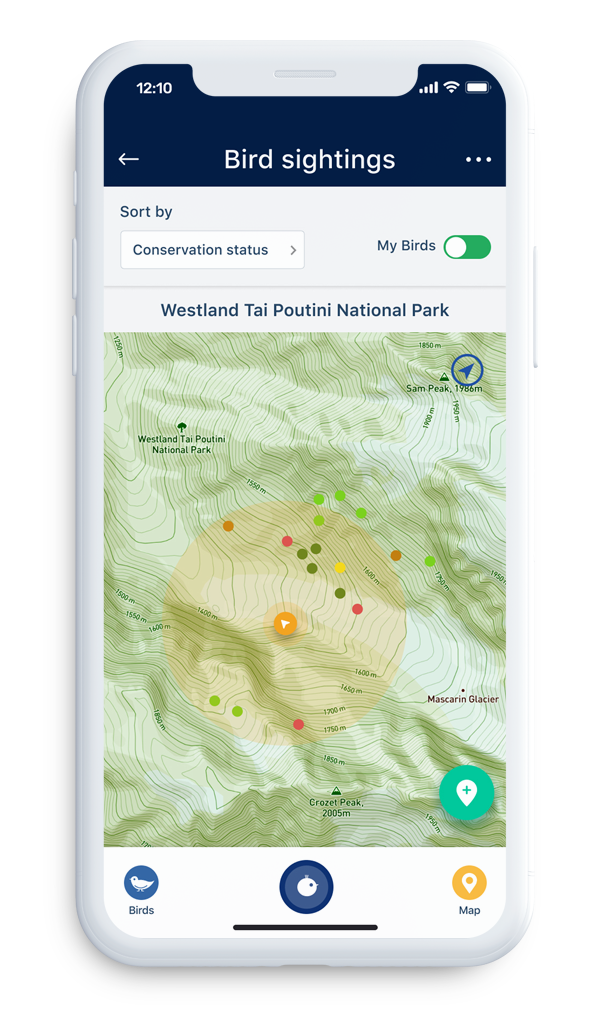 12:10
Bird sightings
Sort by
Conservation status
My Birds
Westland Tai Poutini National Park
1250 m
1850 m
Sam Peak, 1986m
1900 m
1950 m
Westland Tai Poutini
National Park
1550 m
1600 m
1750 m
1500 m
1550 m
1600 m
1400 m
1600 m
1650 m
Mascarin Glacier
1700 m
1850 m
1750 m
1850 m
Crozet Peak,
2005m
1950 m
Birds
Map